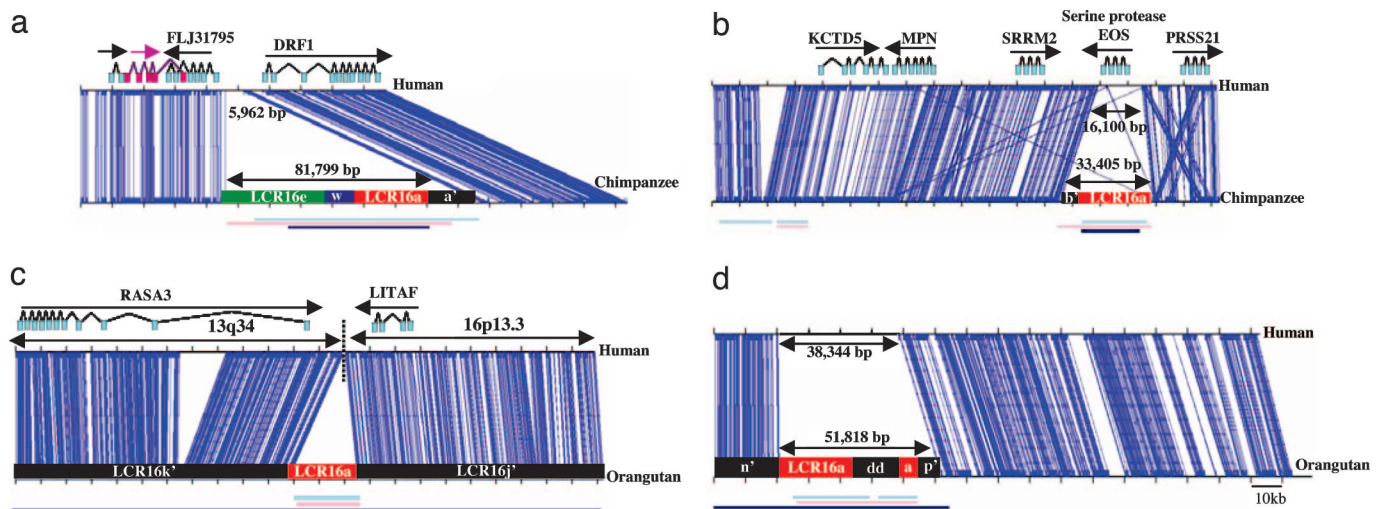 a
FLJ31795
DRF1
Human
5,962 bp
81,799 bp
Chimpanzee
LCR16e
w
LCR16a
a'
b
Serine protease
KCTD5
MPN
SRRM2
EOS
PRSS21
Human
16,100 bp
33,405 bp
Chimpanzee
b'
LCR16a
c
RASA3
LITAF
13q34
16p13.3
Human
LCR16k'
LCR16a
LCR16j'
Orangutan
d
Human
38,344 bp
51,818 bp
n'
LCR16a
dd
a
p'
Orangutan
10kb